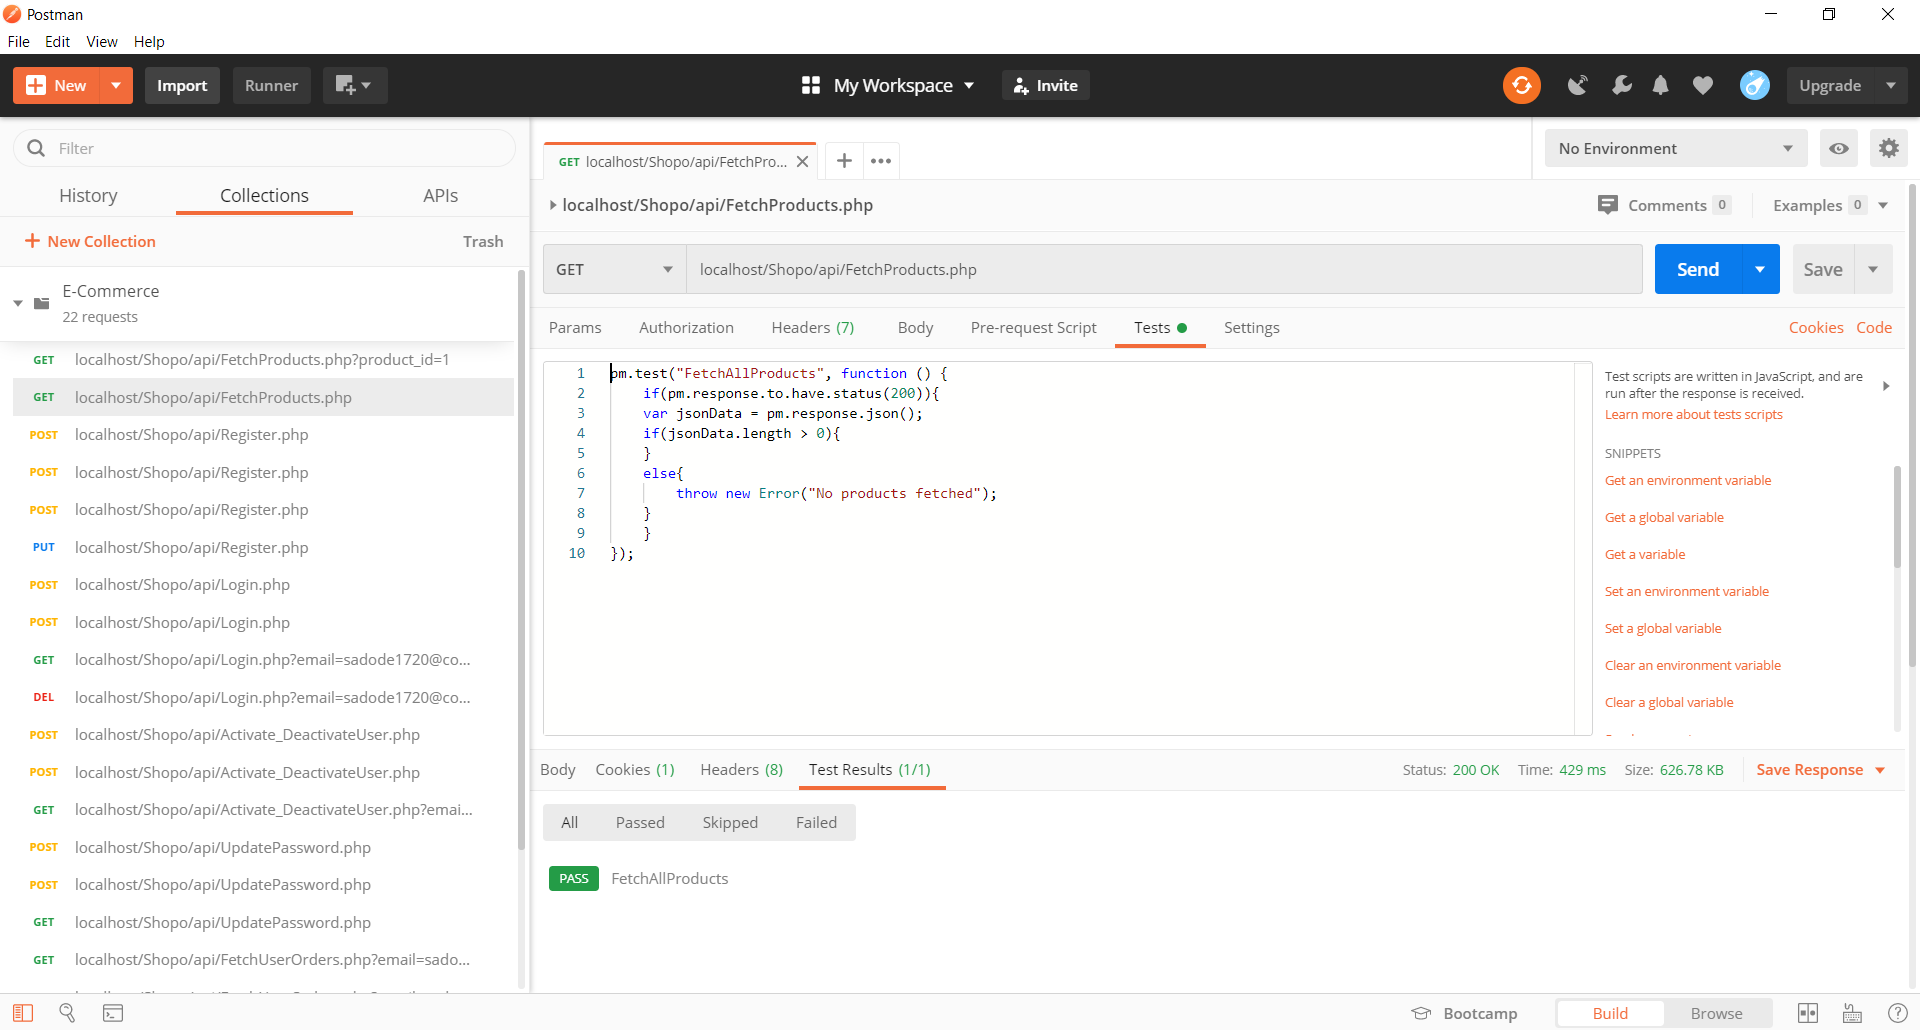 Postman
File Edit View Help
New Import Runner My Workspace Invite Upgrade
Filter
History Collections APIs
New Collection Trash
E-Commerce
22 requests
GET localhost/Shopo/api/FetchProducts.php?product_id=1
GET localhost/Shopo/api/FetchProducts.php
POST localhost/Shopo/api/Register.php
POST localhost/Shopo/api/Register.php
POST localhost/Shopo/api/Register.php
PUT localhost/Shopo/api/Register.php
POST localhost/Shopo/api/Login.php
POST localhost/Shopo/api/Login.php
GET localhost/Shopo/api/Login.php?email=sadode1720@co...
DEL localhost/Shopo/api/Login.php?email=sadode1720@co...
POST localhost/Shopo/api/Activate_DeactivateUser.php
POST localhost/Shopo/api/Activate_DeactivateUser.php
GET localhost/Shopo/api/Activate_DeactivateUser.php?emai...
POST localhost/Shopo/api/UpdatePassword.php
POST localhost/Shopo/api/UpdatePassword.php
GET localhost/Shopo/api/UpdatePassword.php
GET localhost/Shopo/api/FetchUserOrders.php?email=sado...
GET localhost/Shopo/api/FetchPro... No Environment
localhost/Shopo/api/FetchProducts.php Comments 0 Examples 0
GET localhost/Shopo/api/FetchProducts.php Send Save
Params Authorization Headers (7) Body Pre-request Script Tests Settings Cookies Code
1 pm.test("FetchAllProducts", function () {
2 if(pm.response.to.have.status(200)){
3 var jsonData = pm.response.json();
4 if(jsonData.length > 0){
5 }
6 else{
7 throw new Error("No products fetched");
8 }
9 }
10 });
Test scripts are written in JavaScript, and are
run after the response is received.
Learn more about tests scripts
SNIPPETS
Get an environment variable
Get a global variable
Get a variable
Set an environment variable
Set a global variable
Clear an environment variable
Clear a global variable
Body Cookies (1) Headers (8) Test Results (1/1) Status: 200 OK Time: 429 ms Size: 626.78 KB Save Response
All Passed Skipped Failed
PASS FetchAllProducts
Bootcamp Build Browse